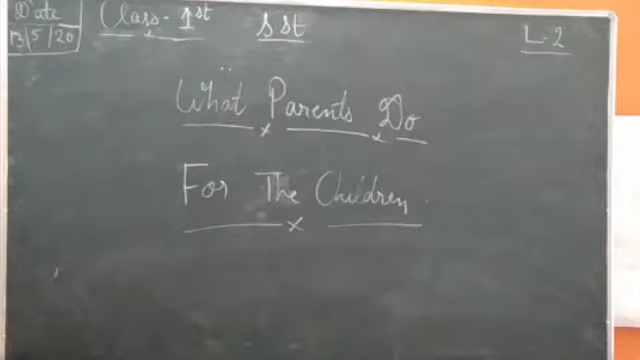 Date
13/5/20
Class - 1st
SSt
L-2
What Parents Do
For The Children.